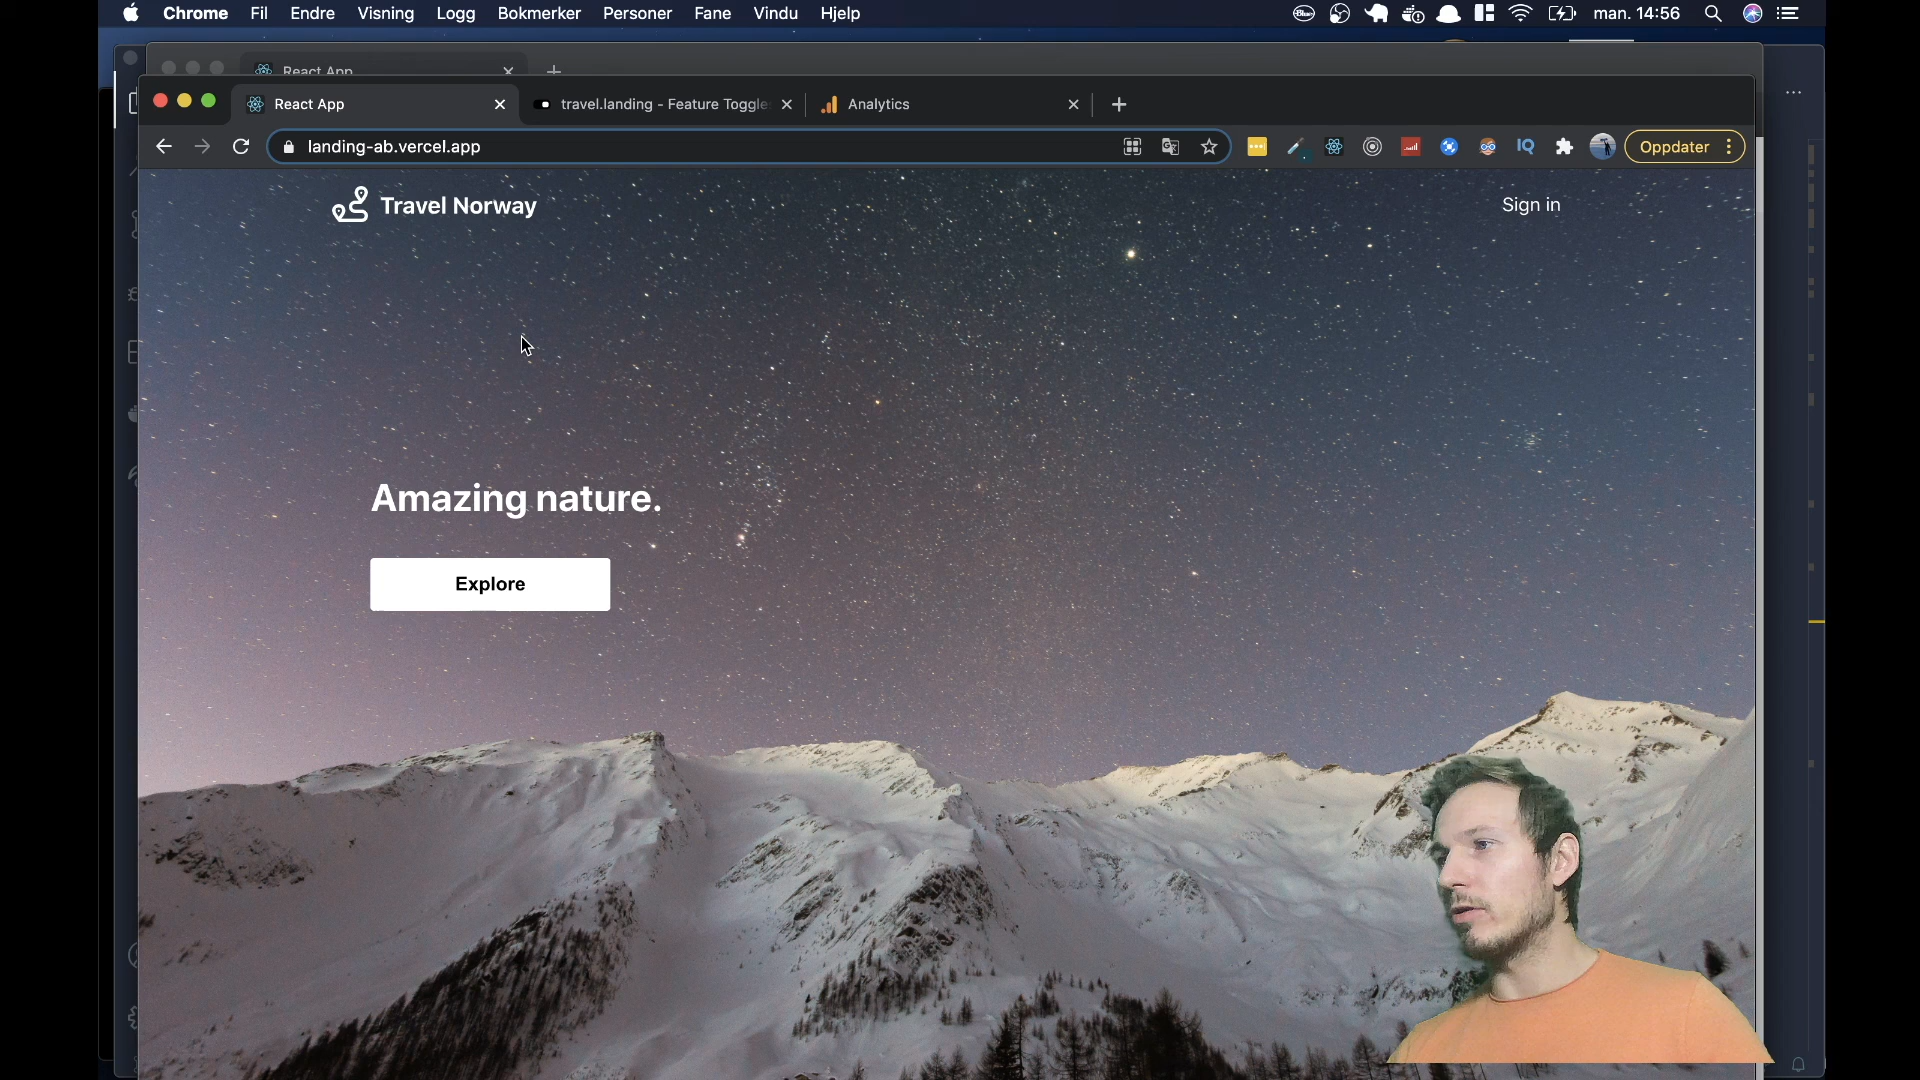 Chrome Fil Endre Visning Logg Bokmerker Personer Fane Vindu Hjelp man. 14:56
React App
React App travel.landing - Feature Toggle Analytics
landing-ab.vercel.app IQ Oppdater
Travel Norway Sign in
Amazing nature.
Explore